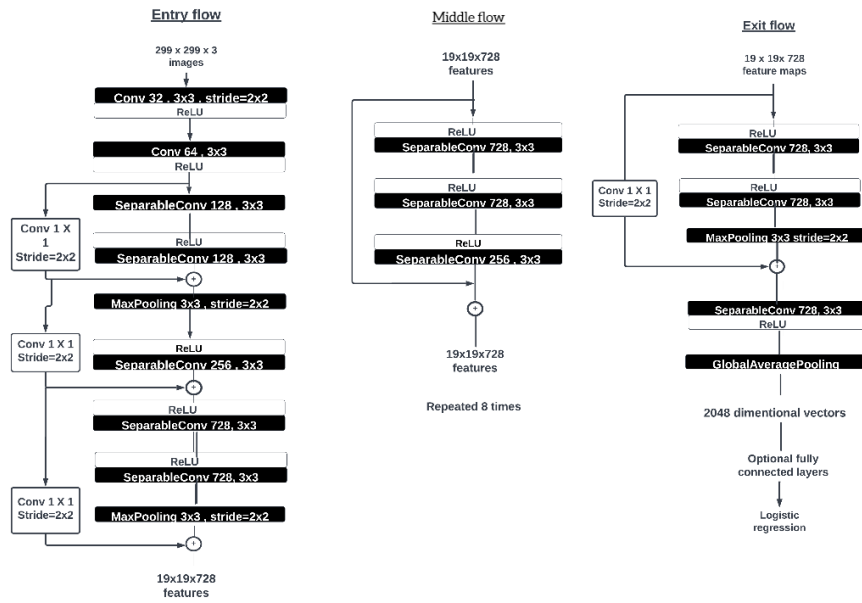 Entry flow
299 x 299 x 3
images
Conv 32 , 3x3 , stride=2x2
ReLU
Conv 64 , 3x3
ReLU
SeparableConv 128 , 3x3
Conv 1 X
1
Stride=2x2
ReLU
SeparableConv 128 , 3x3
+
MaxPooling 3x3 , stride=2x2
Conv 1 X 1
Stride=2x2
ReLU
SeparableConv 256 , 3x3
+
ReLU
SeparableConv 728, 3x3
ReLU
SeparableConv 728, 3x3
Conv 1 X 1
Stride=2x2
MaxPooling 3x3 , stride=2x2
+
19x19x728
features
Middle flow
19x19x728
features
ReLU
SeparableConv 728, 3x3
ReLU
SeparableConv 728, 3x3
ReLU
SeparableConv 256 , 3x3
+
19x19x728
features
Repeated 8 times
Exit flow
19 x 19x 728
feature maps
ReLU
SeparableConv 728, 3x3
Conv 1 X 1
Stride=2x2
ReLU
SeparableConv 728, 3x3
MaxPooling 3x3 stride=2x2
+
SeparableConv 728, 3x3
ReLU
GlobalAveragePooling
2048 dimentional vectors
Optional fully
connected layers
Logistic
regression